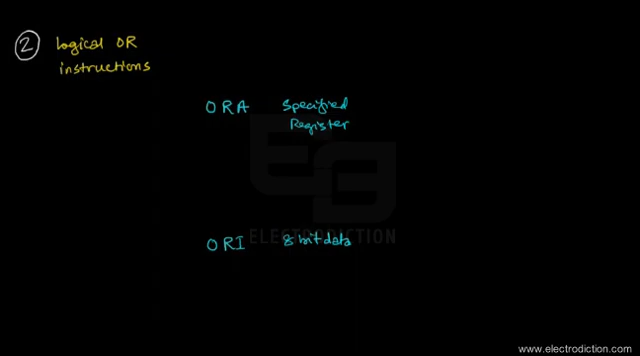 2 Logical OR
instructions
ORA Specified
Register
ORI 8 bit data
ELECTRODICTION
www.electrodiction.com